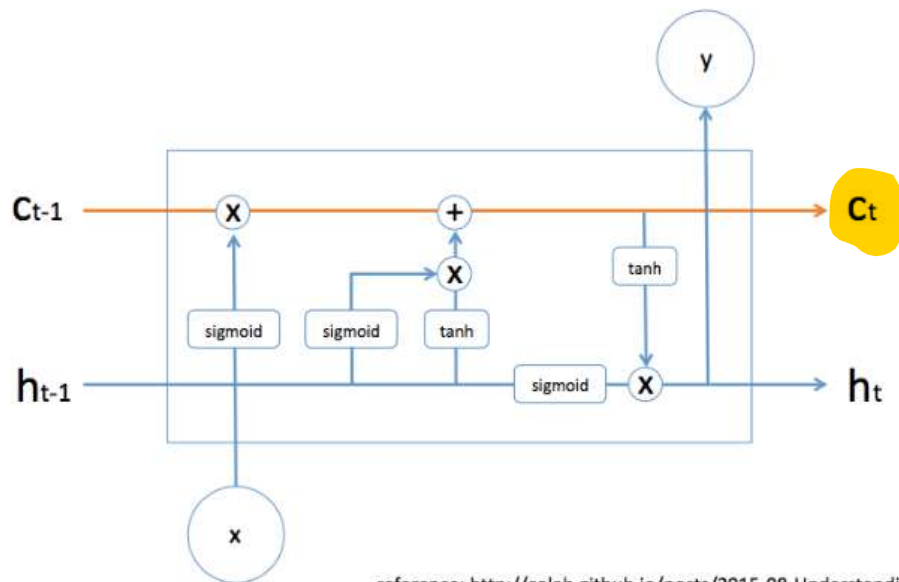 y
Ct-1 X + Ct
X tanh
sigmoid sigmoid tanh
ht-1 sigmoid X ht
x